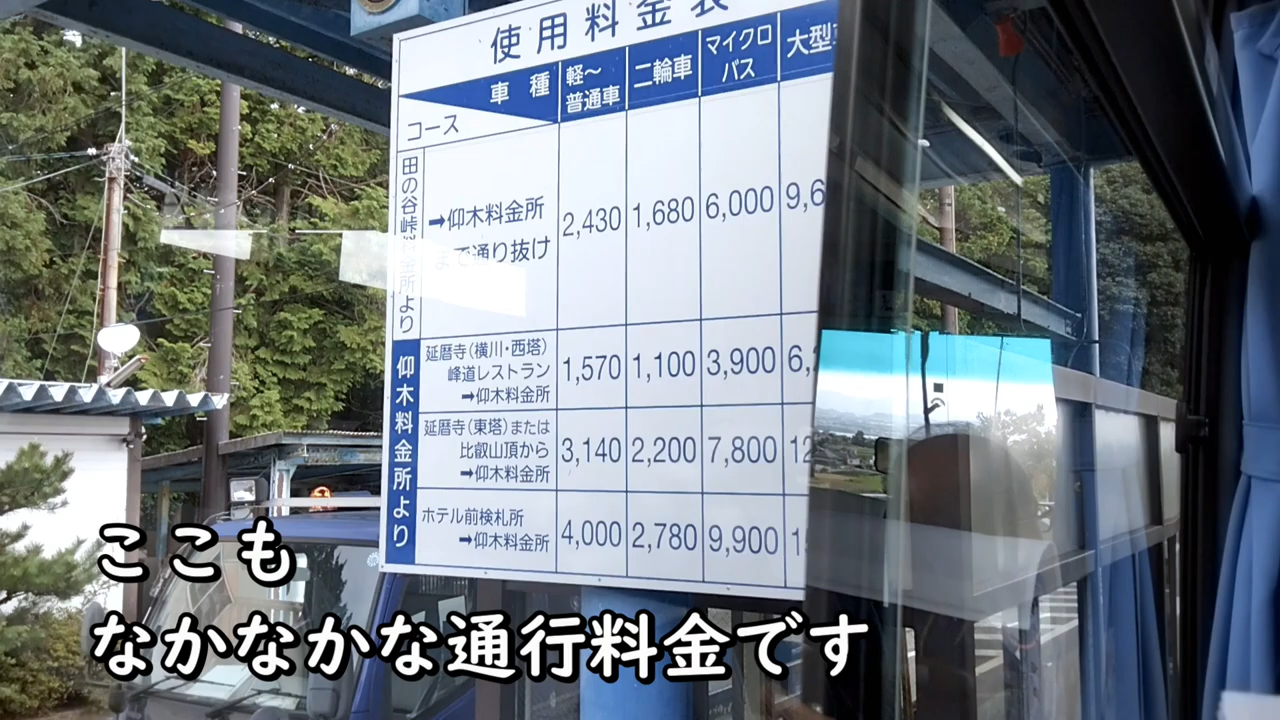 使用料金表
車種
軽～普通車
二輪車
マイクロバス
大型
コース
田の谷峠料金所より
➡仰木料金所
まで通り抜け
2,430 1,680 6,000 9,6
仰木料金所より
延暦寺(横川・西塔)
峰道レストラン
➡仰木料金所
1,570 1,100 3,900 6,
延暦寺(東塔)または
比叡山頂から
➡仰木料金所
3,140 2,200 7,800 12
ホテル前検札所
➡仰木料金所
4,000 2,780 9,900 1
ここも
なかなかな通行料金です